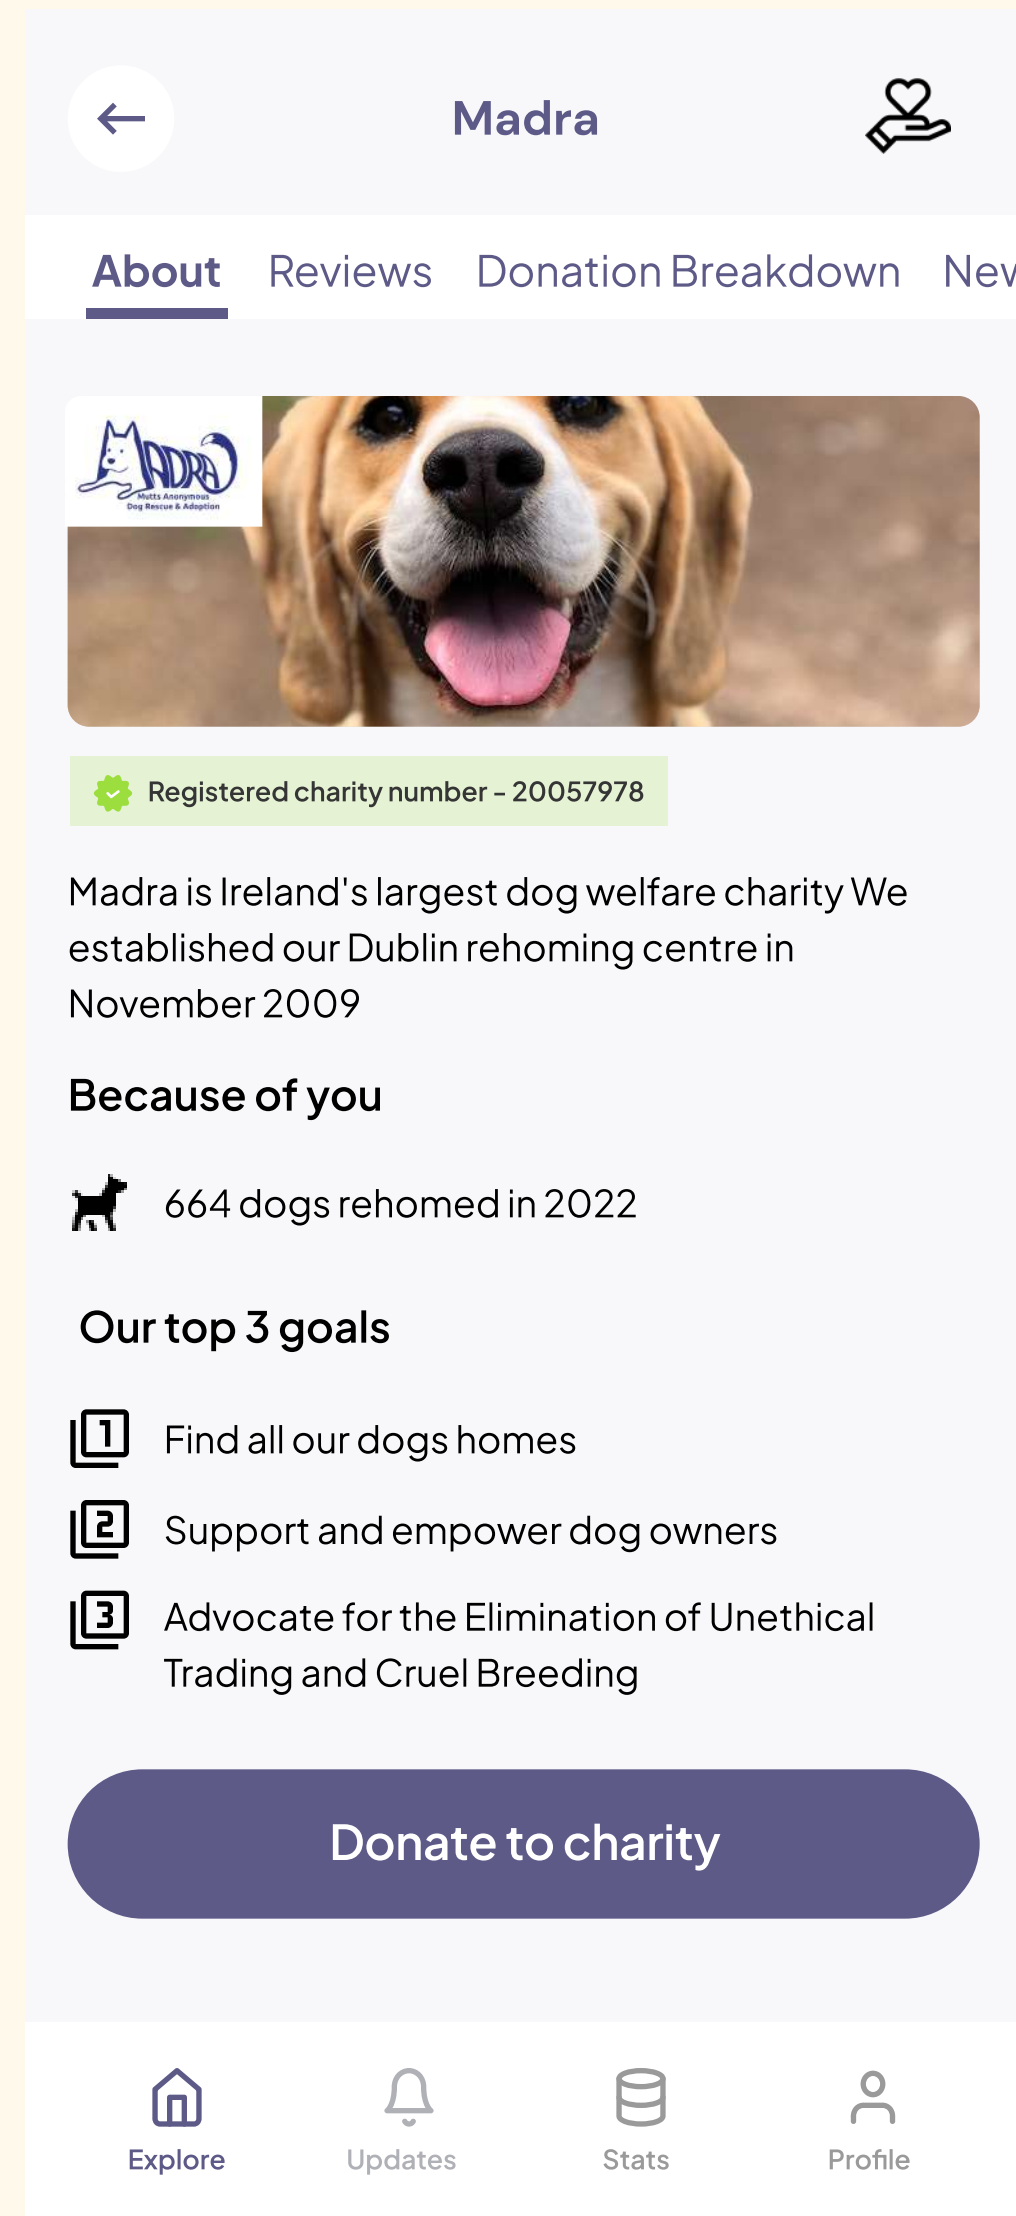 Madra
About Reviews Donation Breakdown New
MADRA
Mutts Anonymous
Dog Rescue & Adoption
Registered charity number - 20057978
Madra is Ireland's largest dog welfare charity We
established our Dublin rehoming centre in
November 2009
Because of you
664 dogs rehomed in 2022
Our top 3 goals
1 Find all our dogs homes
2 Support and empower dog owners
3 Advocate for the Elimination of Unethical
Trading and Cruel Breeding
Donate to charity
Explore Updates Stats Profile